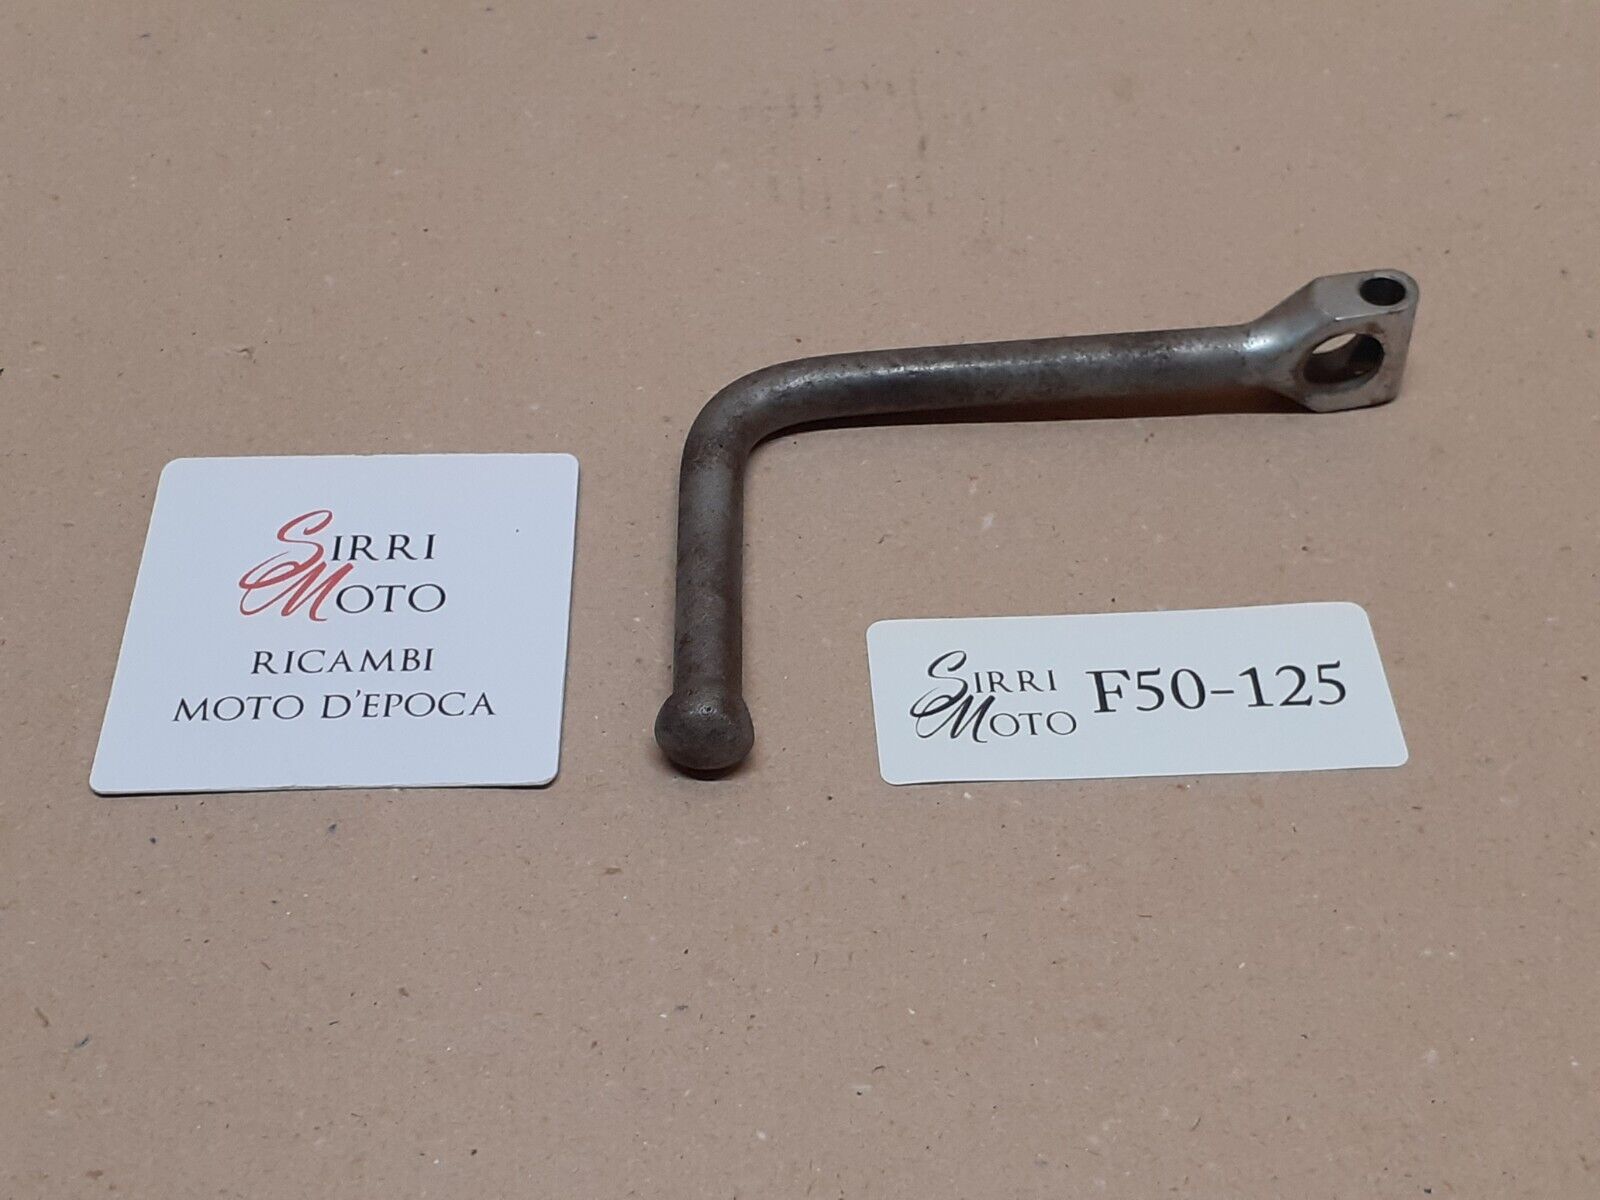 SIRRI
MOTO
RICAMBI
MOTO D'EPOCA
SIRRI
MOTO
F50-125